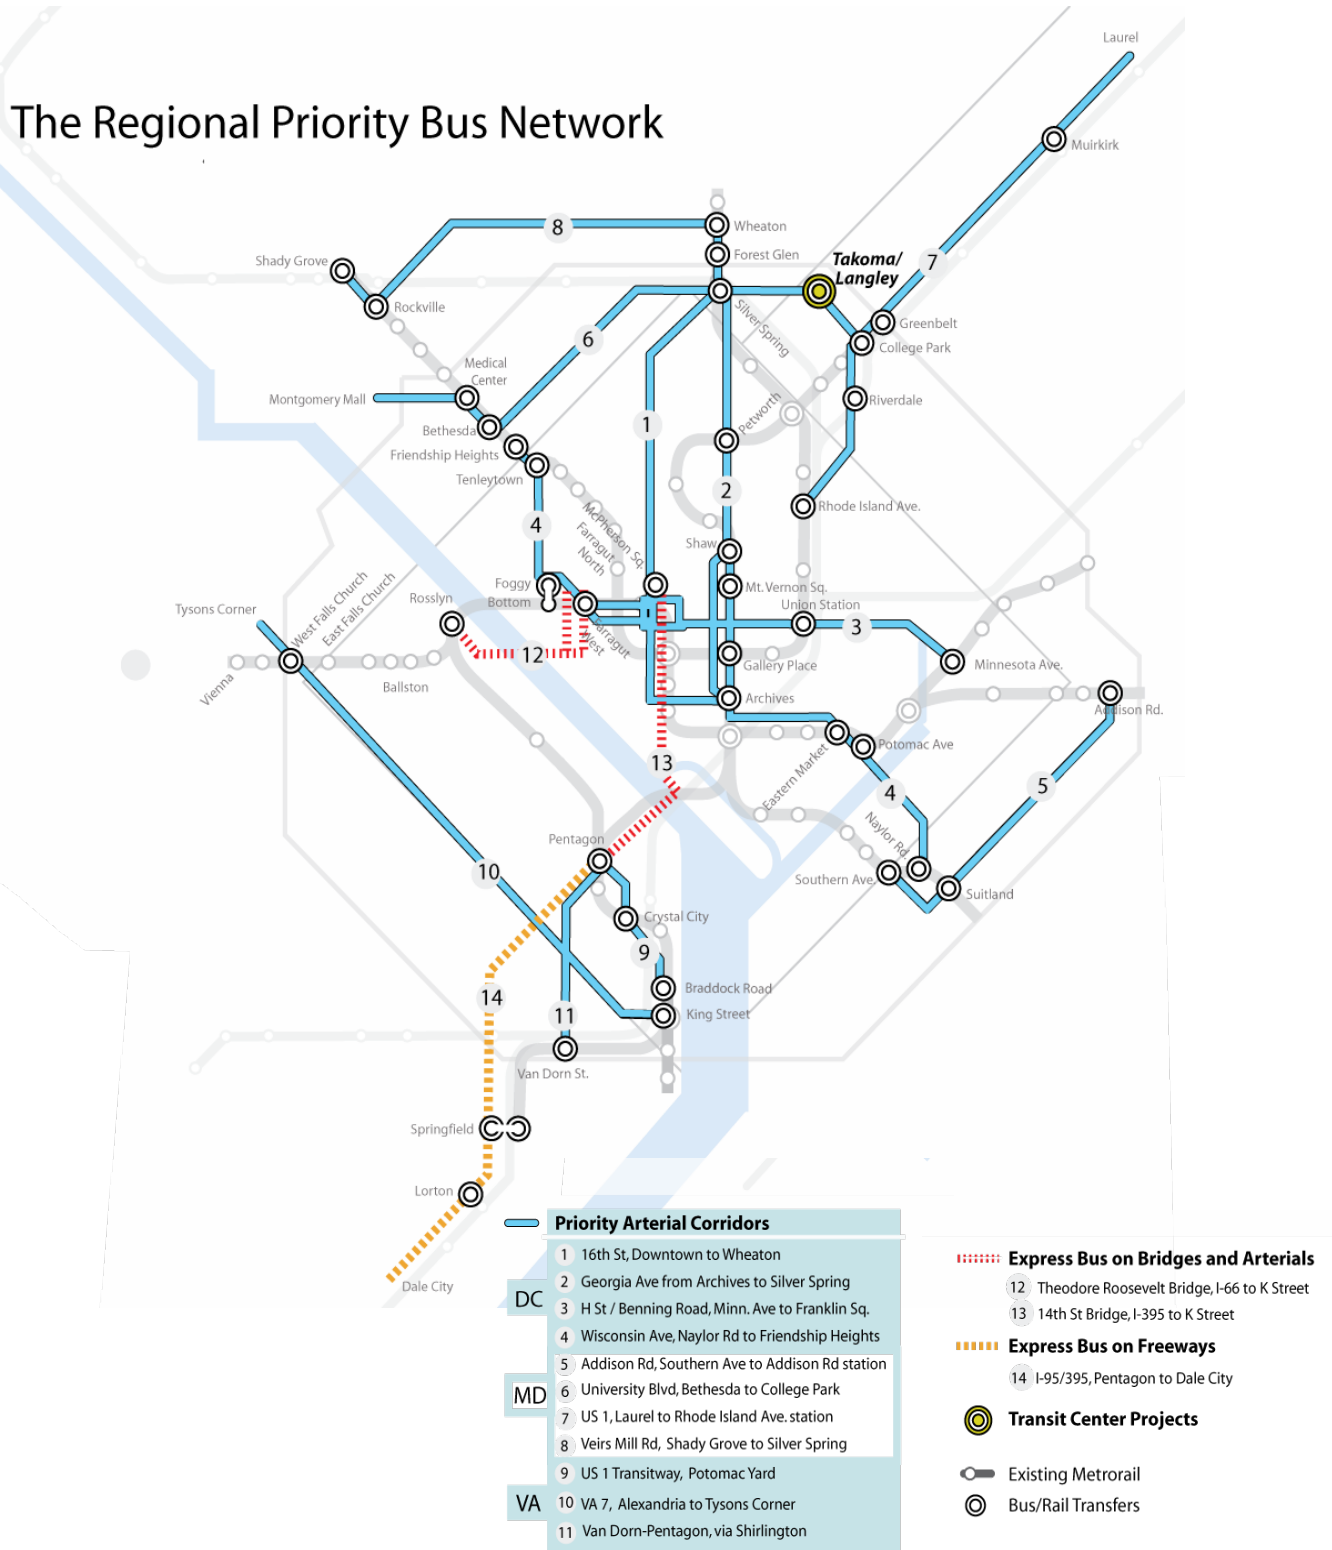 Laurel
The Regional Priority Bus Network
Muirkirk
8
Wheaton
Forest Glen
Shady Grove
Takoma/
Langley
7
Rockville
Silver Spring
Greenbelt
College Park
6
Medical
Center
Montgomery Mall
Riverdale
Bethesda
1
Petworth
Friendship Heights
Tenleytown
2
Rhode Island Ave.
4
McPherson Sq.
Farragut
North
Shaw
Foggy
Bottom
Mt. Vernon Sq.
Rosslyn
Union Station
Tysons Corner
West Falls Church
East Falls Church
3
Farragut
West
12
Gallery Place
Minnesota Ave.
Vienna
Ballston
Archives
Addison Rd.
13
Eastern Market
Potomac Ave
4
5
Pentagon
Naylor Rd.
10
Southern Ave.
Suitland
Crystal City
9
14
Braddock Road
11
King Street
Van Dorn St.
Springfield
Lorton
Dale City
Priority Arterial Corridors
DC
1 16th St, Downtown to Wheaton
2 Georgia Ave from Archives to Silver Spring
3 H St / Benning Road, Minn. Ave to Franklin Sq.
4 Wisconsin Ave, Naylor Rd to Friendship Heights
MD
5 Addison Rd, Southern Ave to Addison Rd station
6 University Blvd, Bethesda to College Park
7 US 1, Laurel to Rhode Island Ave. station
8 Veirs Mill Rd, Shady Grove to Silver Spring
VA
9 US 1 Transitway, Potomac Yard
10 VA 7, Alexandria to Tysons Corner
11 Van Dorn-Pentagon, via Shirlington
Express Bus on Bridges and Arterials
12 Theodore Roosevelt Bridge, I-66 to K Street
13 14th St Bridge, I-395 to K Street
Express Bus on Freeways
14 I-95/395, Pentagon to Dale City
Transit Center Projects
Existing Metrorail
Bus/Rail Transfers